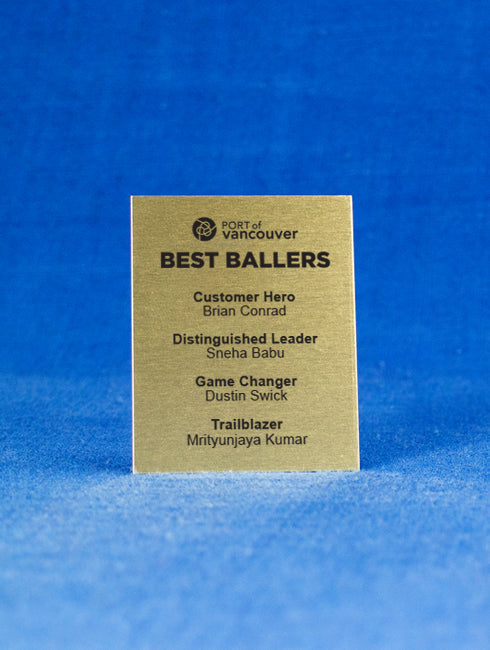 PORT of
vancouver
BEST BALLERS
Customer Hero
Brian Conrad
Distinguished Leader
Sneha Babu
Game Changer
Dustin Swick
Trailblazer
Mrityunjaya Kumar